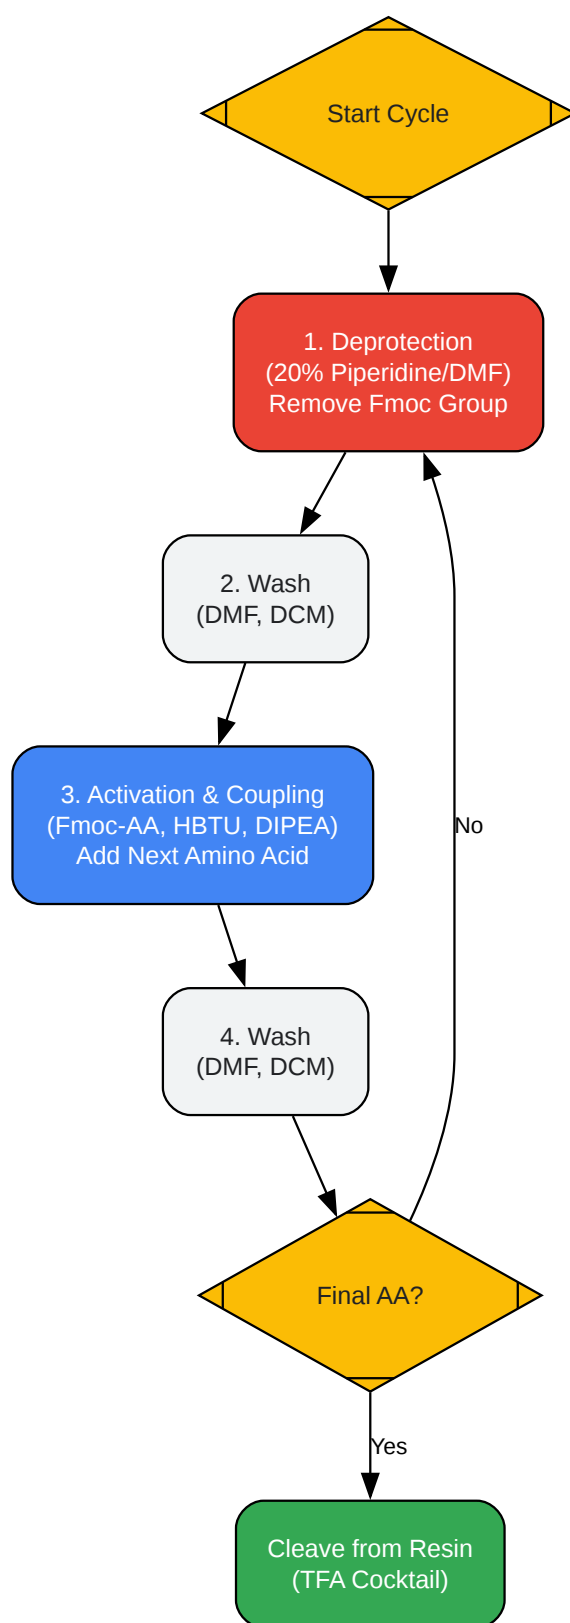 Start Cycle
1. Deprotection
(20% Piperidine/DMF)
Remove Fmoc Group
2. Wash
(DMF, DCM)
3. Activation & Coupling
(Fmoc-AA, HBTU, DIPEA)
Add Next Amino Acid
No
4. Wash
(DMF, DCM)
Final AA?
Yes
Cleave from Resin
(TFA Cocktail)